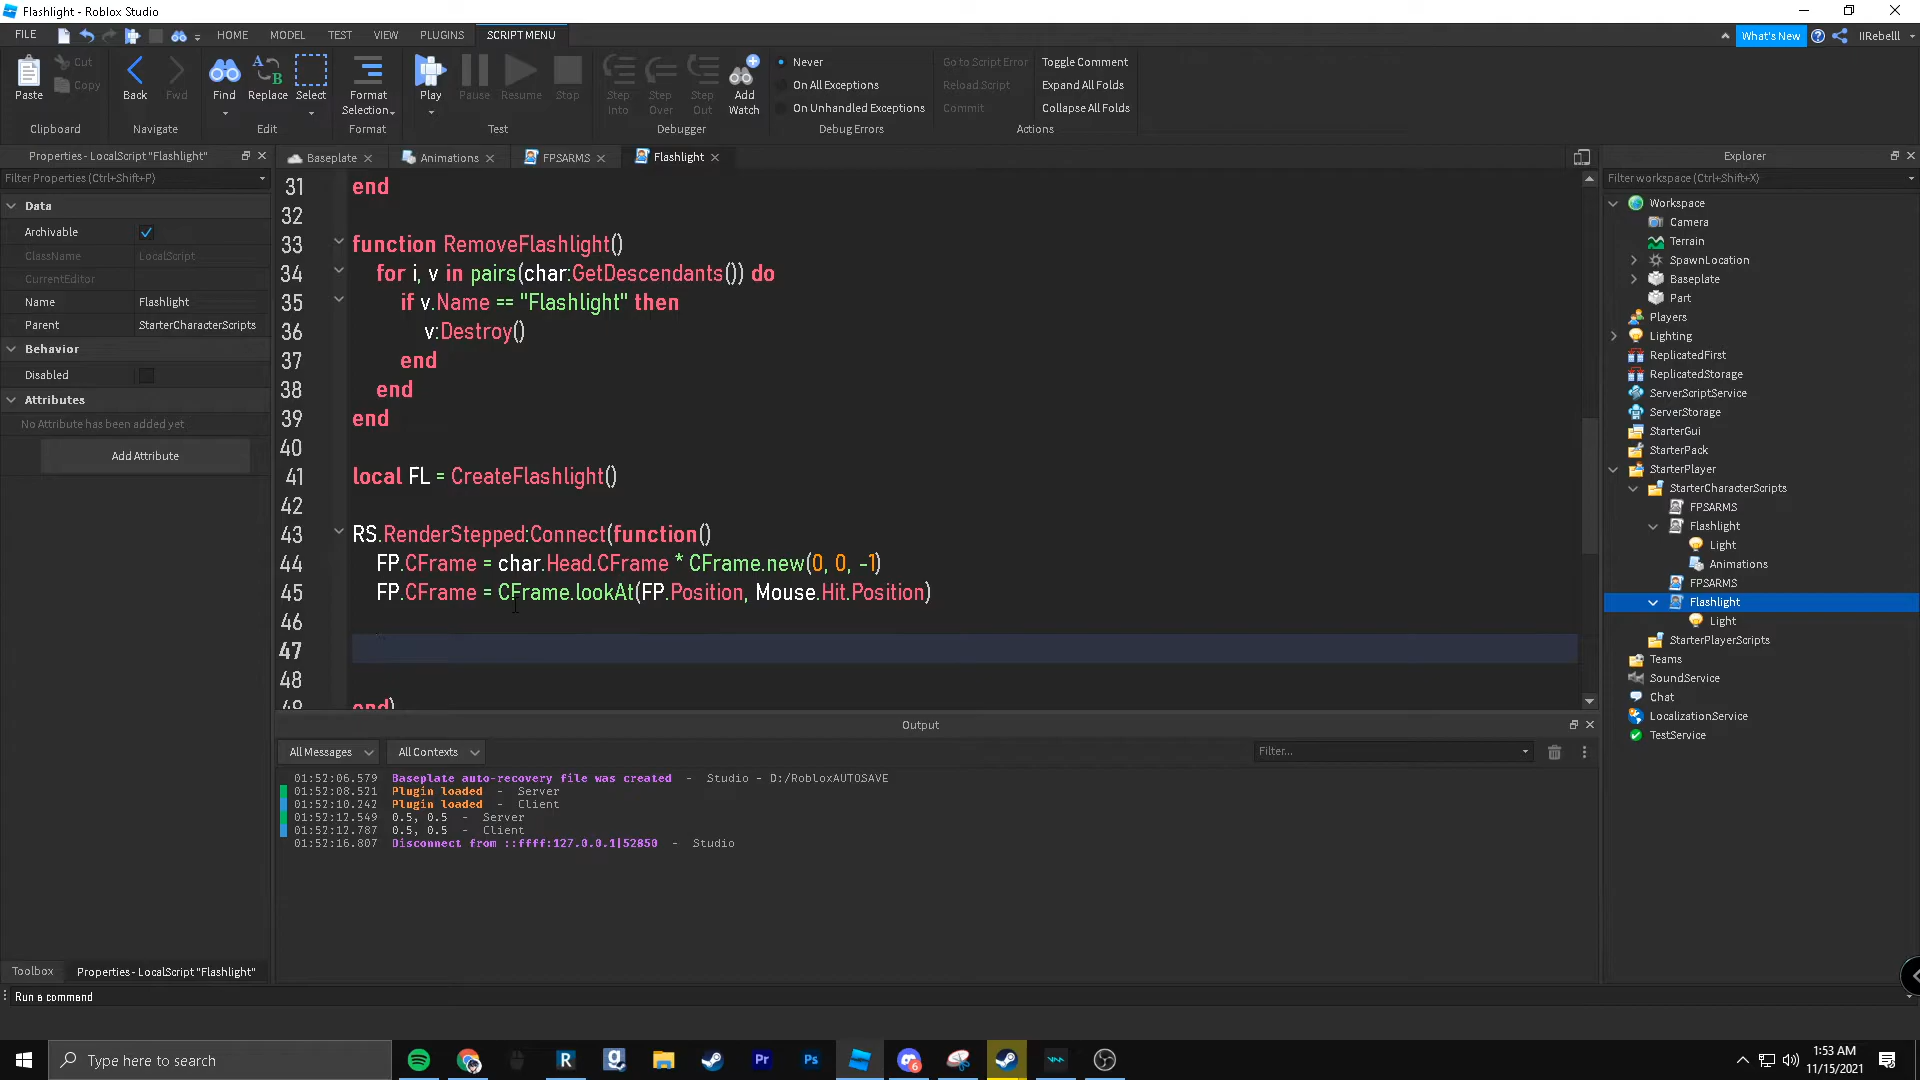 Flashlight - Roblox Studio
FILE
HOME
MODEL
TEST
VIEW
PLUGINS
SCRIPT MENU
What's New
IIRebelll
Paste
Cut
Copy
Clipboard
Back
Fwd
Navigate
Find
Replace
Select
Edit
Format
Selection
Format
Play
Pause
Resume
Stop
Test
Step
Into
Step
Over
Step
Out
Add
Watch
Debugger
Never
On All Exceptions
On Unhandled Exceptions
Debug Errors
Go to Script Error
Reload Script
Commit
Toggle Comment
Expand All Folds
Collapse All Folds
Actions
Properties - LocalScript "Flashlight"
Filter Properties (Ctrl+Shift+P)
Data
Archivable
ClassName LocalScript
CurrentEditor
Name Flashlight
Parent StarterCharacterScripts
Behavior
Disabled
Attributes
No Attribute has been added yet
Add Attribute
Toolbox
Properties - LocalScript "Flashlight"
Baseplate
Animations
FPSARMS
Flashlight
31 end
32
33 function RemoveFlashlight()
34 for i, v in pairs(char:GetDescendants()) do
35 if v.Name == "Flashlight" then
36 v:Destroy()
37 end
38 end
39 end
40
41 local FL = CreateFlashlight()
42
43 RS.RenderStepped:Connect(function()
44 FP.CFrame = char.Head.CFrame * CFrame.new(0, 0, -1)
45 FP.CFrame = CFrame.lookAt(FP.Position, Mouse.Hit.Position)
46
47
48
49 end)
Output
All Messages
All Contexts
Filter...
01:52:06.579 Baseplate auto-recovery file was created - Studio - D:/RobloxAUTOSAVE
01:52:08.521 Plugin loaded - Server
01:52:10.242 Plugin loaded - Client
01:52:12.549 0.5, 0.5 - Server
01:52:12.787 0.5, 0.5 - Client
01:52:16.807 Disconnect from ::ffff:127.0.0.1|52850 - Studio
Explorer
Filter workspace (Ctrl+Shift+X)
Workspace
Camera
Terrain
SpawnLocation
Baseplate
Part
Players
Lighting
ReplicatedFirst
ReplicatedStorage
ServerScriptService
ServerStorage
StarterGui
StarterPack
StarterPlayer
StarterCharacterScripts
FPSARMS
Flashlight
Light
Animations
FPSARMS
Flashlight
Light
StarterPlayerScripts
Teams
SoundService
Chat
LocalizationService
TestService
Run a command
Type here to search
R
Pr
Ps
1:53 AM
11/15/2021